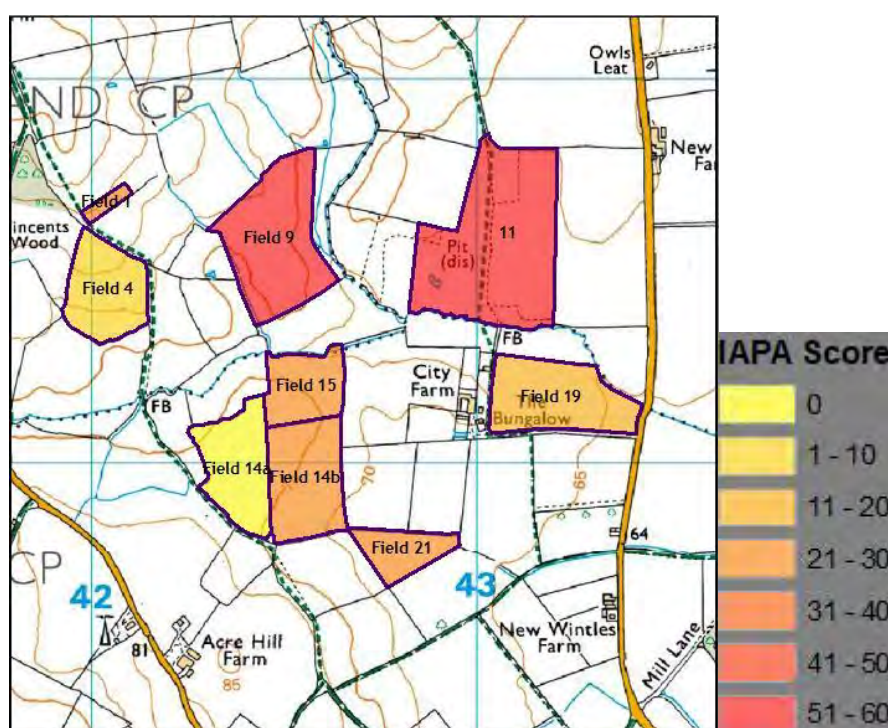 Owls
Leat
ND CP
New
Fa
Field 1
incents
Wood
Field 9
Pit
(dis)
11
Field 4
FB
City
Farm
Field 15
Field 19
The
Bungalow
FB
Field 14a
Field 14b
70
65
Field 21
64
CP
42
43
81
Acre Hill
Farm
85
New Wintles
Farm
Mill Lane
IAPA Score
0
1 - 10
11 - 20
21 - 30
31 - 40
41 - 50
51 - 60